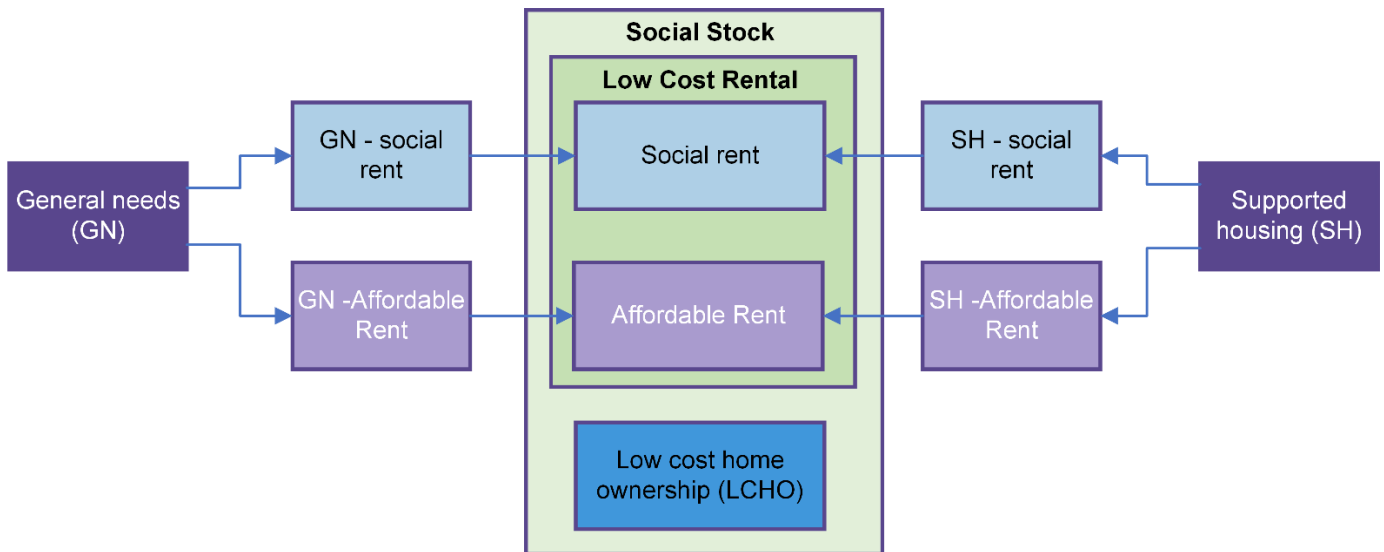 Social Stock
Low Cost Rental
General needs
(GN)
GN - social
rent
Social rent
SH - social
rent
Supported
housing (SH)
GN -Affordable
Rent
Affordable Rent
SH -Affordable
Rent
Low cost home
ownership (LCHO)